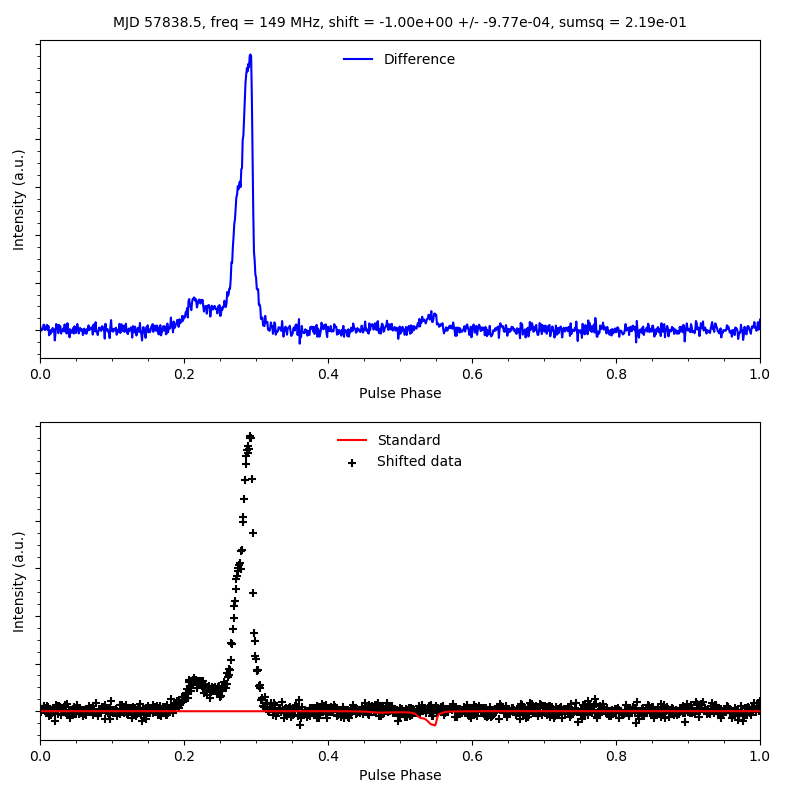 MJD 57838.5, freq = 149 MHz, shift = -1.00e+00 +/- -9.77e-04, sumsq = 2.19e-01
Difference
Intensity (a.u.)
0.0 0.2 0.4 0.6 0.8 1.0
Pulse Phase
Standard
Shifted data
Intensity (a.u.)
0.0 0.2 0.4 0.6 0.8 1.0
Pulse Phase